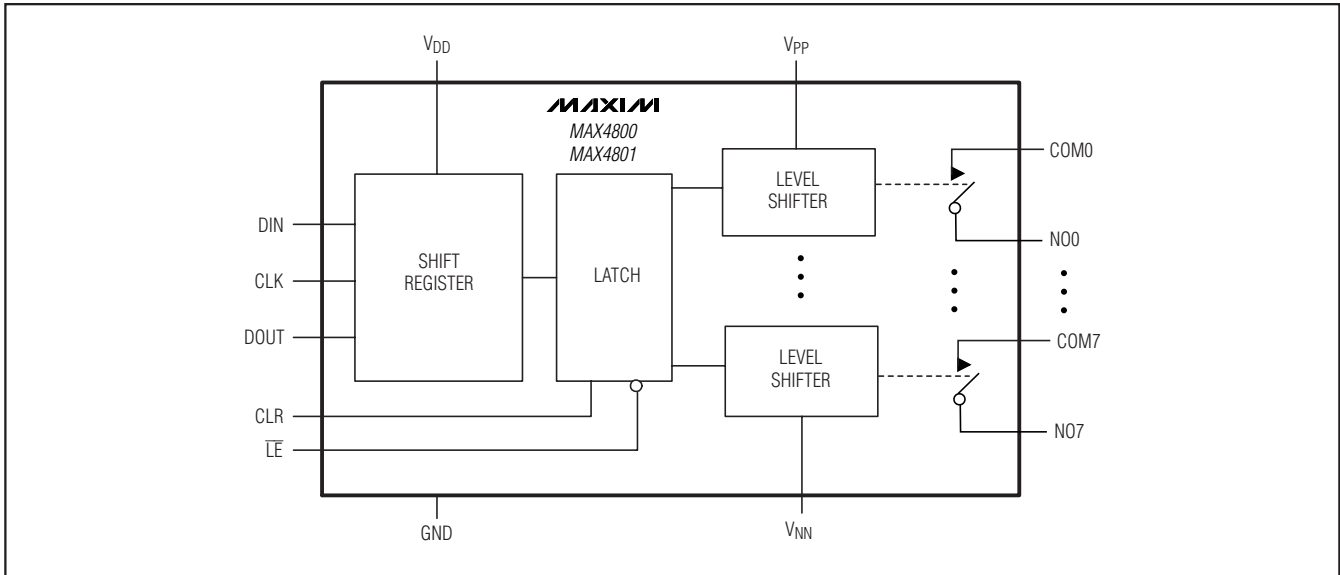 VDD
VPP
MAXIM
MAX4800
MAX4801
COM0
LEVEL
SHIFTER
DIN
NO0
SHIFT
REGISTER
LATCH
CLK
DOUT
COM7
LEVEL
SHIFTER
CLR
NO7
LE
GND
VNN